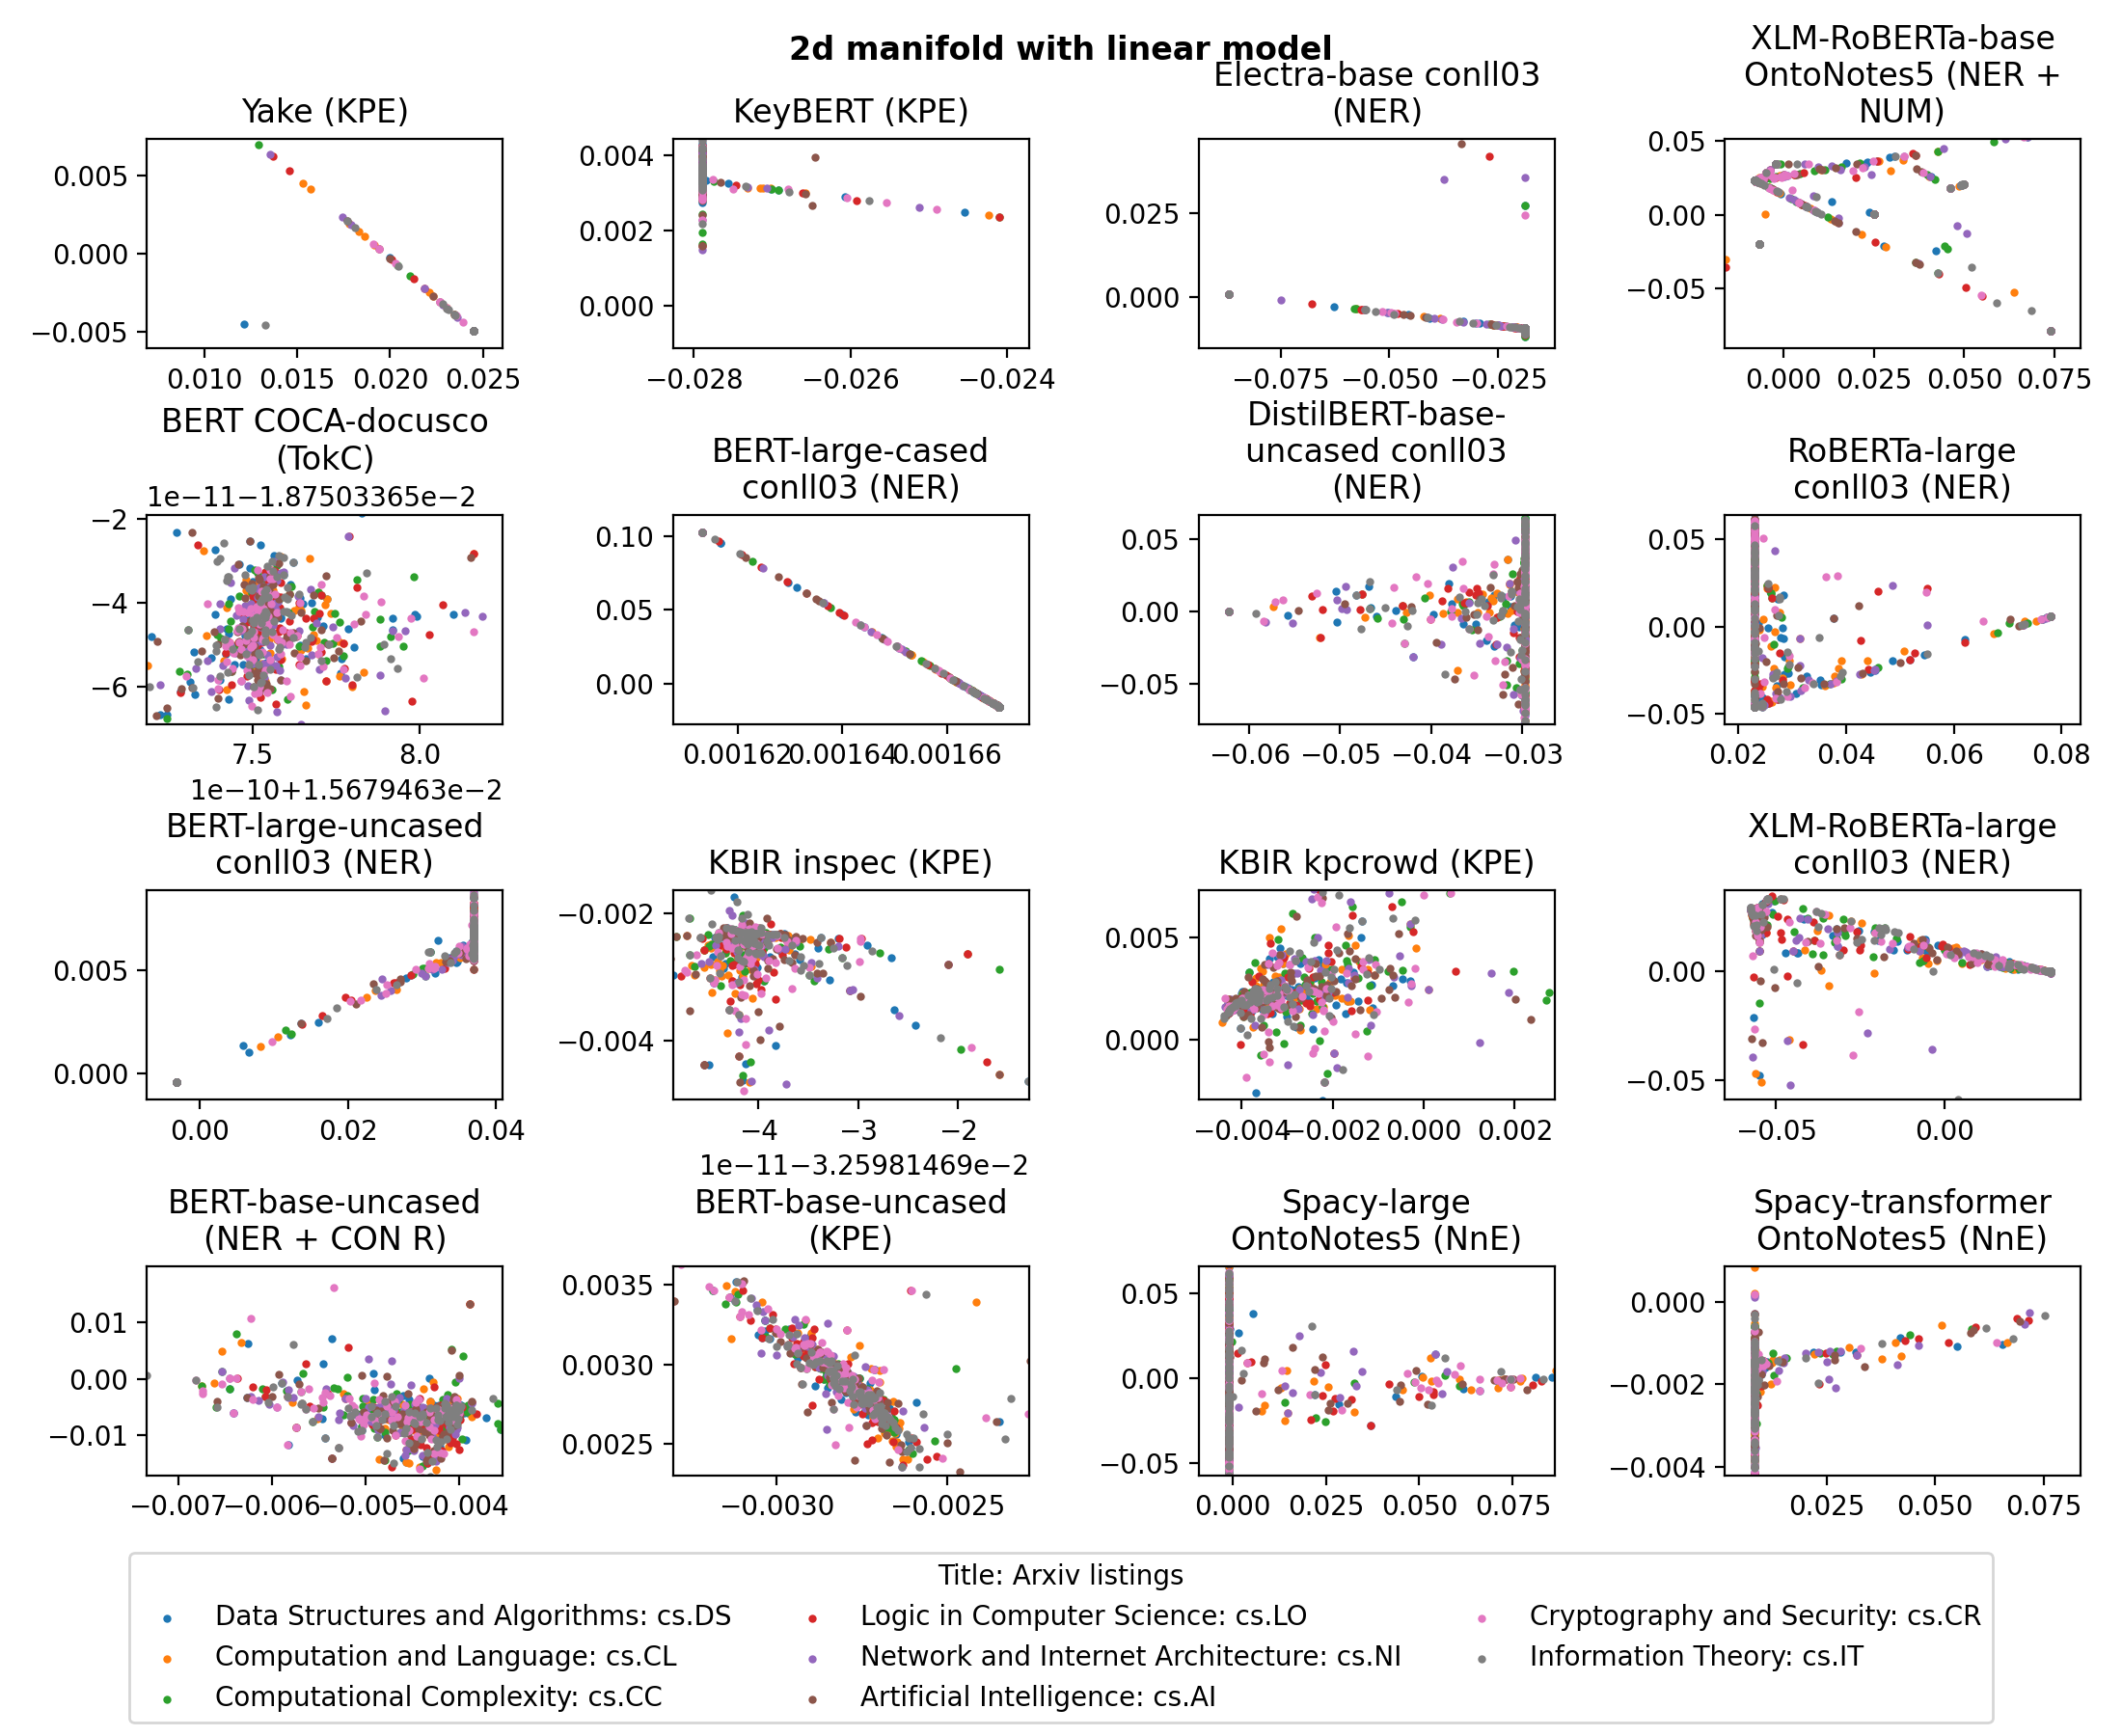 2d manifold with linear model
Yake (KPE)
0.005
0.000
−0.005
0.010
0.015
0.020
0.025
KeyBERT (KPE)
0.004
0.002
0.000
−0.028
−0.026
−0.024
Electra-base conll03
(NER)
0.025
0.000
−0.075
−0.050
−0.025
XLM-RoBERTa-base
OntoNotes5 (NER +
NUM)
0.05
0.00
−0.05
0.000
0.025
0.050
0.075
BERT COCA-docusco
(TokC)
1e−11−1.87503365e−2
−2
−4
−6
7.5
8.0
1e−10+1.5679463e−2
BERT-large-cased
conll03 (NER)
0.10
0.05
0.00
0.00162
0.00164
0.00166
DistilBERT-base-
uncased conll03
(NER)
0.05
0.00
−0.05
−0.06
−0.05
−0.04
−0.03
RoBERTa-large
conll03 (NER)
0.05
0.00
−0.05
0.02
0.04
0.06
0.08
BERT-large-uncased
conll03 (NER)
0.005
0.000
0.00
0.02
0.04
KBIR inspec (KPE)
−0.002
−0.004
−4
−3
−2
1e−11−3.25981469e−2
KBIR kpcrowd (KPE)
0.005
0.000
−0.004
−0.002
0.000
0.002
XLM-RoBERTa-large
conll03 (NER)
0.00
−0.05
−0.05
0.00
BERT-base-uncased
(NER + CON R)
0.01
0.00
−0.01
−0.007
−0.006
−0.005
−0.004
BERT-base-uncased
(KPE)
0.0035
0.0030
0.0025
−0.0030
−0.0025
Spacy-large
OntoNotes5 (NnE)
0.05
0.00
−0.05
0.000
0.025
0.050
0.075
Spacy-transformer
OntoNotes5 (NnE)
0.000
−0.002
−0.004
0.025
0.050
0.075
Title: Arxiv listings
Data Structures and Algorithms: cs.DS
Computation and Language: cs.CL
Computational Complexity: cs.CC
Logic in Computer Science: cs.LO
Network and Internet Architecture: cs.NI
Artificial Intelligence: cs.AI
Cryptography and Security: cs.CR
Information Theory: cs.IT